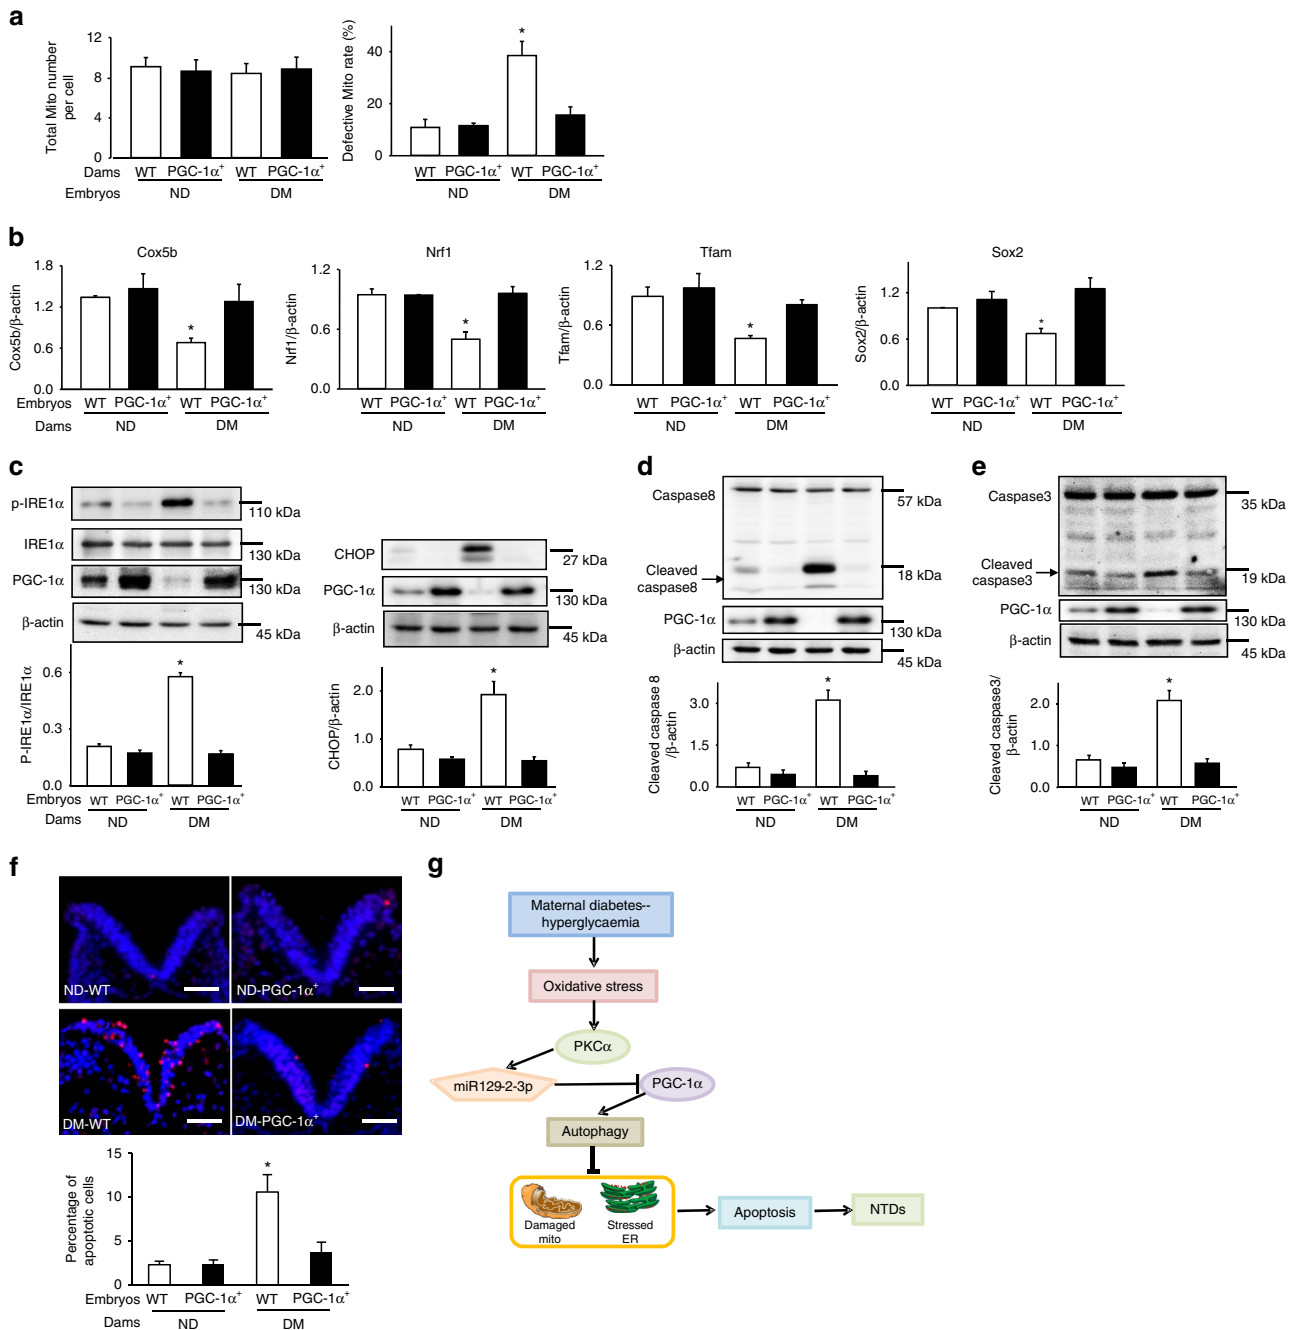 a
Total Mito number
per cell
12
8
4
0
Dams
WT PGC-1α+ WT PGC-1α+
Embryos
ND DM
Defective Mito rate (%)
40
20
0
WT PGC-1α+ WT PGC-1α+
ND DM
*
b
Cox5b
Cox5b/β-actin
1.8
1.2
0.6
0.0
*
Embryos
WT PGC-1α+ WT PGC-1α+
Dams
ND DM
Nrf1
Nrf1/β-actin
1.2
0.6
0.0
*
WT PGC-1α+ WT PGC-1α+
ND DM
Tfam
Tfam/β-actin
1.2
0.6
0.0
*
WT PGC-1α+ WT PGC-1α+
ND DM
Sox2
Sox2/β-actin
1.8
1.2
0.6
0.0
*
WT PGC-1α+ WT PGC-1α+
ND DM
c
p-IRE1α
110 kDa
IRE1α
130 kDa
PGC-1α
130 kDa
β-actin
45 kDa
P-IRE1α/IRE1α
0.6
0.3
0.0
*
Embryos
WT PGC-1α+ WT PGC-1α+
Dams
ND DM
CHOP
27 kDa
PGC-1α
130 kDa
β-actin
45 kDa
CHOP/β-actin
2.0
1.0
0.0
*
WT PGC-1α+ WT PGC-1α+
ND DM
d
Caspase8
57 kDa
Cleaved
caspase8
18 kDa
PGC-1α
130 kDa
β-actin
45 kDa
Cleaved caspase 8
/β-actin
3.0
1.5
0.0
*
WT PGC-1α+ WT PGC-1α+
ND DM
e
Caspase3
35 kDa
Cleaved
caspase3
19 kDa
PGC-1α
130 kDa
β-actin
45 kDa
Cleaved caspase3/
β-actin
2.0
1.0
0.0
*
WT PGC-1α+ WT PGC-1α+
ND DM
f
ND-WT
ND-PGC-1α+
DM-WT
DM-PGC-1α+
Percentage of
apoptotic cells
15
10
5
0
*
Embryos
WT PGC-1α+ WT PGC-1α+
Dams
ND DM
g
Maternal diabetes--
hyperglycaemia
Oxidative stress
PKCα
miR129-2-3p
PGC-1α
Autophagy
Damaged
mito
Stressed
ER
Apoptosis
NTDs